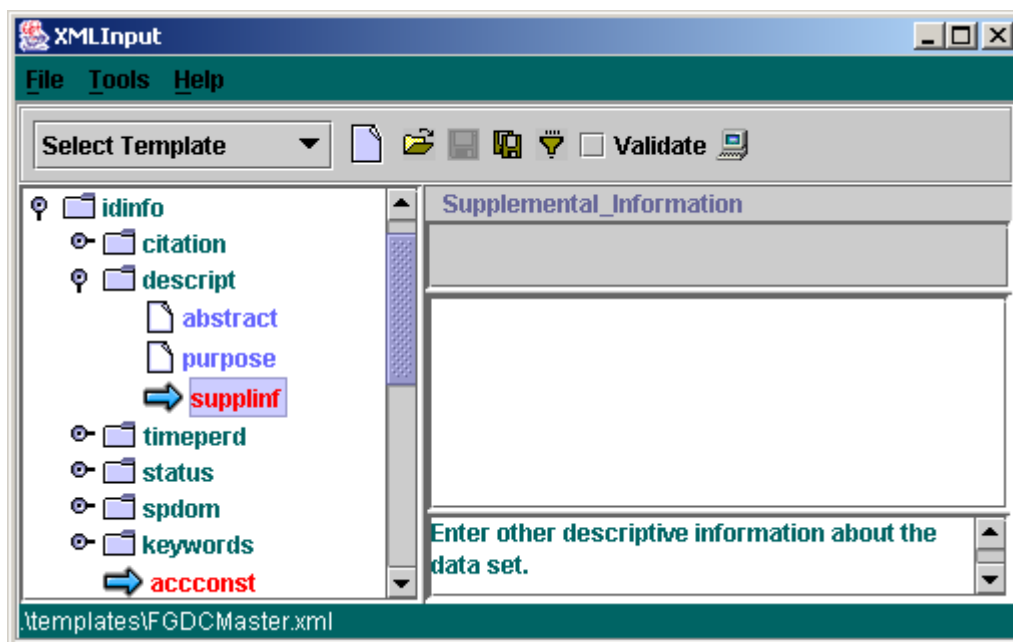 XMLInput
File Tools Help
Select Template Validate
idinfo
citation
descript
abstract
purpose
supplinf
timeperd
status
spdom
keywords
accconst
Supplemental_Information
Enter other descriptive information about the
data set.
.\templates\FGDCMaster.xml